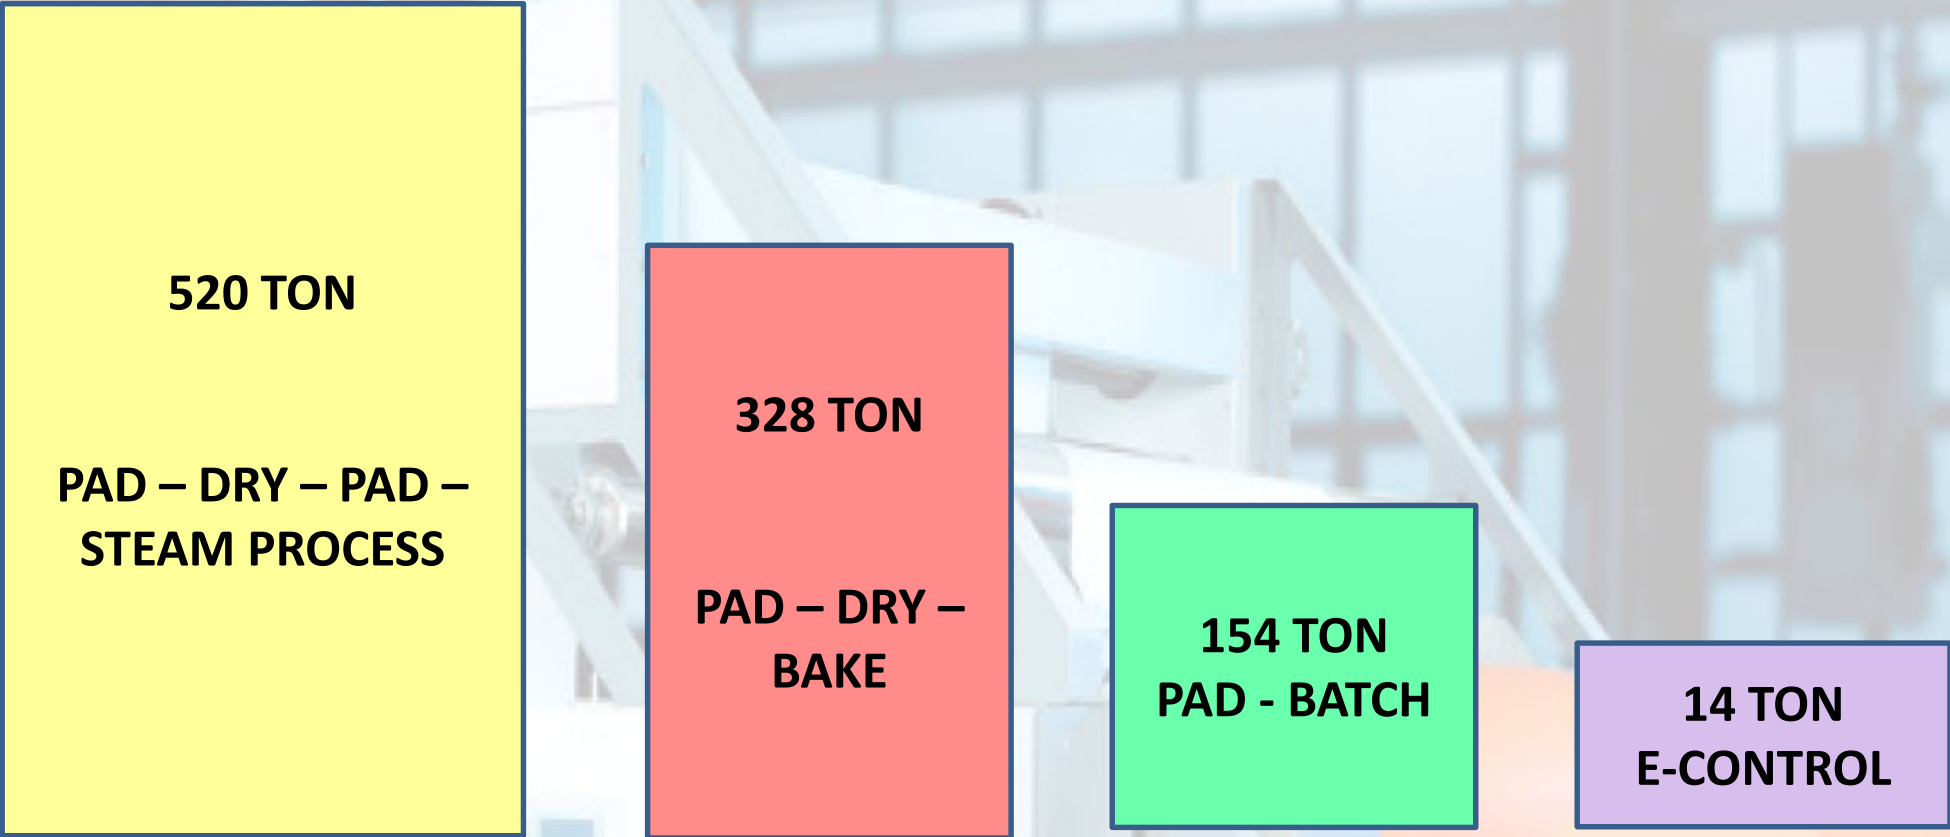 520 TON
PAD – DRY – PAD –
STEAM PROCESS
328 TON
PAD – DRY –
BAKE
154 TON
PAD - BATCH
14 TON
E-CONTROL